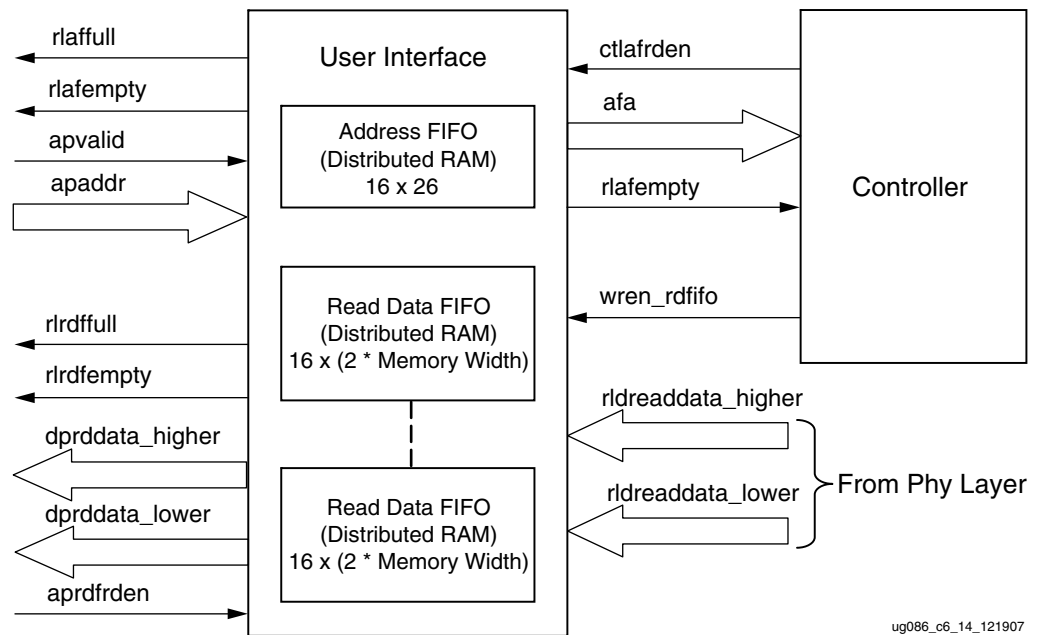 rlaffull
rlafempty
apvalid
apaddr
rlrdffull
rlrdfempty
dprddata_higher
dprddata_lower
aprdfrden
User Interface
Address FIFO
(Distributed RAM)
16 x 26
Read Data FIFO
(Distributed RAM)
16 x (2 * Memory Width)
Read Data FIFO
(Distributed RAM)
16 x (2 * Memory Width)
ctlafrden
afa
rlafempty
wren_rdfifo
rldreaddata_higher
rldreaddata_lower
Controller
From Phy Layer
ug086_c6_14_121907